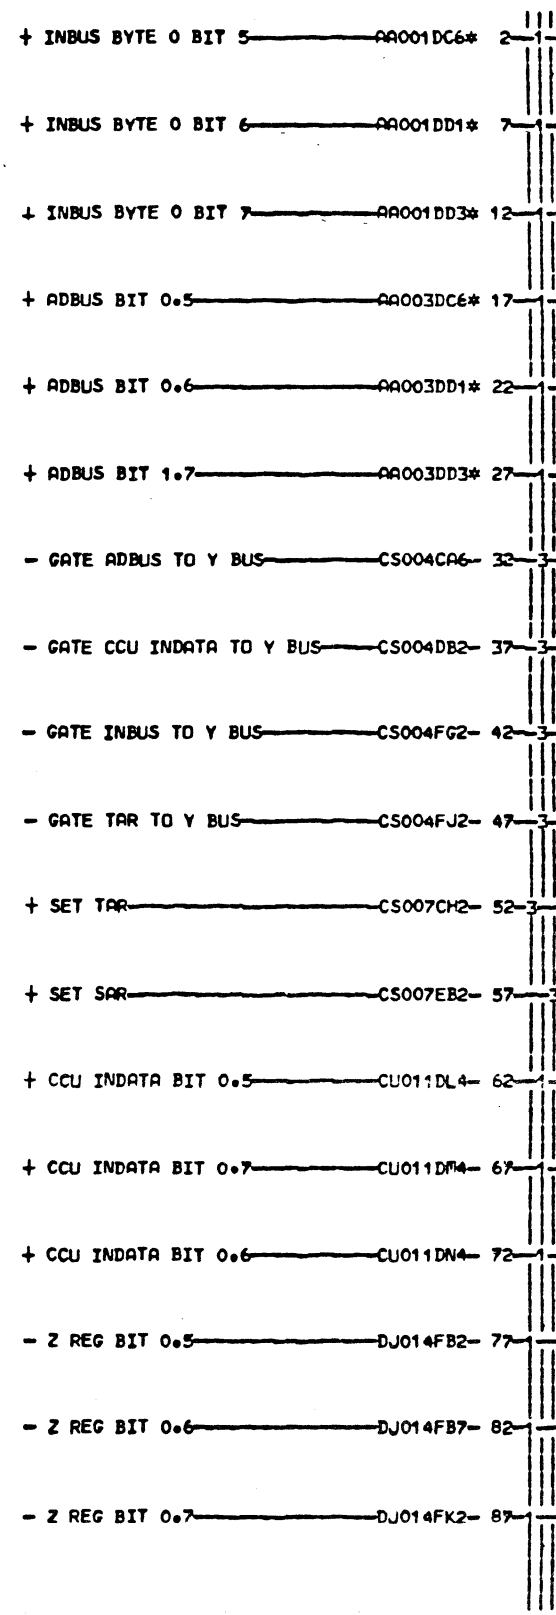 + INBUS BYTE 0 BIT 5 AA001DC6* 2 1
+ INBUS BYTE 0 BIT 6 AA001DD1* 7 1
+ INBUS BYTE 0 BIT 7 AA001DD3* 12 1
+ ADBUS BIT 0.5 AA003DC6* 17 1
+ ADBUS BIT 0.6 AA003DD1* 22 1
+ ADBUS BIT 1.7 AA003DD3* 27 1
- GATE ADBUS TO Y BUS CS004CA6- 32 3
- GATE CCU INDATA TO Y BUS CS004DB2- 37 3
- GATE INBUS TO Y BUS CS004FG2- 42 3
- GATE TAR TO Y BUS CS004FJ2- 47 3
+ SET TAR CS007CH2- 52 3
+ SET SAR CS007EB2- 57 3
+ CCU INDATA BIT 0.5 CU011DL4- 62 1
+ CCU INDATA BIT 0.7 CU011DM4- 67 1
+ CCU INDATA BIT 0.6 CU011DN4- 72 1
- Z REG BIT 0.5 DJ014FB2- 77 1
- Z REG BIT 0.6 DJ014FB7- 82 1
- Z REG BIT 0.7 DJ014FK2- 87 1